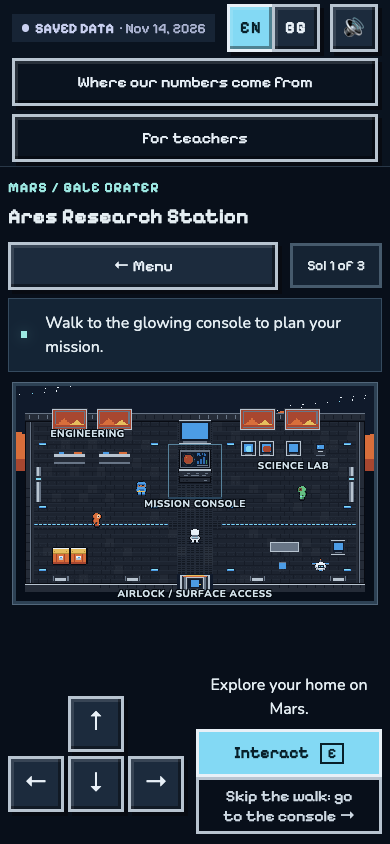 SAVED DATA · Nov 14, 2026
EN
Where our numbers come from
For teachers
MARS / GALE CRATER
Ares Research Station
← Menu
Sol 1 of 3
Walk to the glowing console to plan your
mission.
ENGINEERING
SCIENCE LAB
MISSION CONSOLE
AIRLOCK / SURFACE ACCESS
Explore your home on
Mars.
↑
← ↓ →
Interact E
Skip the walk: go
to the console →